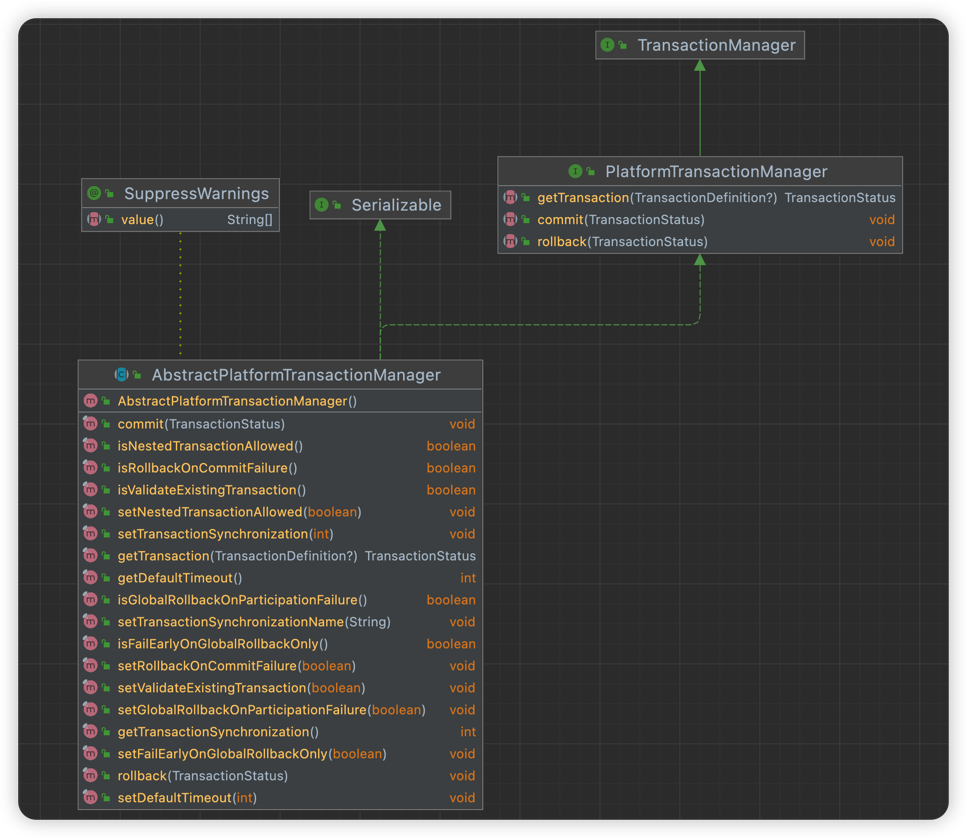 TransactionManager
PlatformTransactionManager
getTransaction(TransactionDefinition?) TransactionStatus
commit(TransactionStatus) void
rollback(TransactionStatus) void
SuppressWarnings
value() String[]
Serializable
AbstractPlatformTransactionManager
AbstractPlatformTransactionManager()
commit(TransactionStatus) void
isNestedTransactionAllowed() boolean
isRollbackOnCommitFailure() boolean
isValidateExistingTransaction() boolean
setNestedTransactionAllowed(boolean) void
setTransactionSynchronization(int) void
getTransaction(TransactionDefinition?) TransactionStatus
getDefaultTimeout() int
isGlobalRollbackOnParticipationFailure() boolean
setTransactionSynchronizationName(String) void
isFailEarlyOnGlobalRollbackOnly() boolean
setRollbackOnCommitFailure(boolean) void
setValidateExistingTransaction(boolean) void
setGlobalRollbackOnParticipationFailure(boolean) void
getTransactionSynchronization() int
setFailEarlyOnGlobalRollbackOnly(boolean) void
rollback(TransactionStatus) void
setDefaultTimeout(int) void